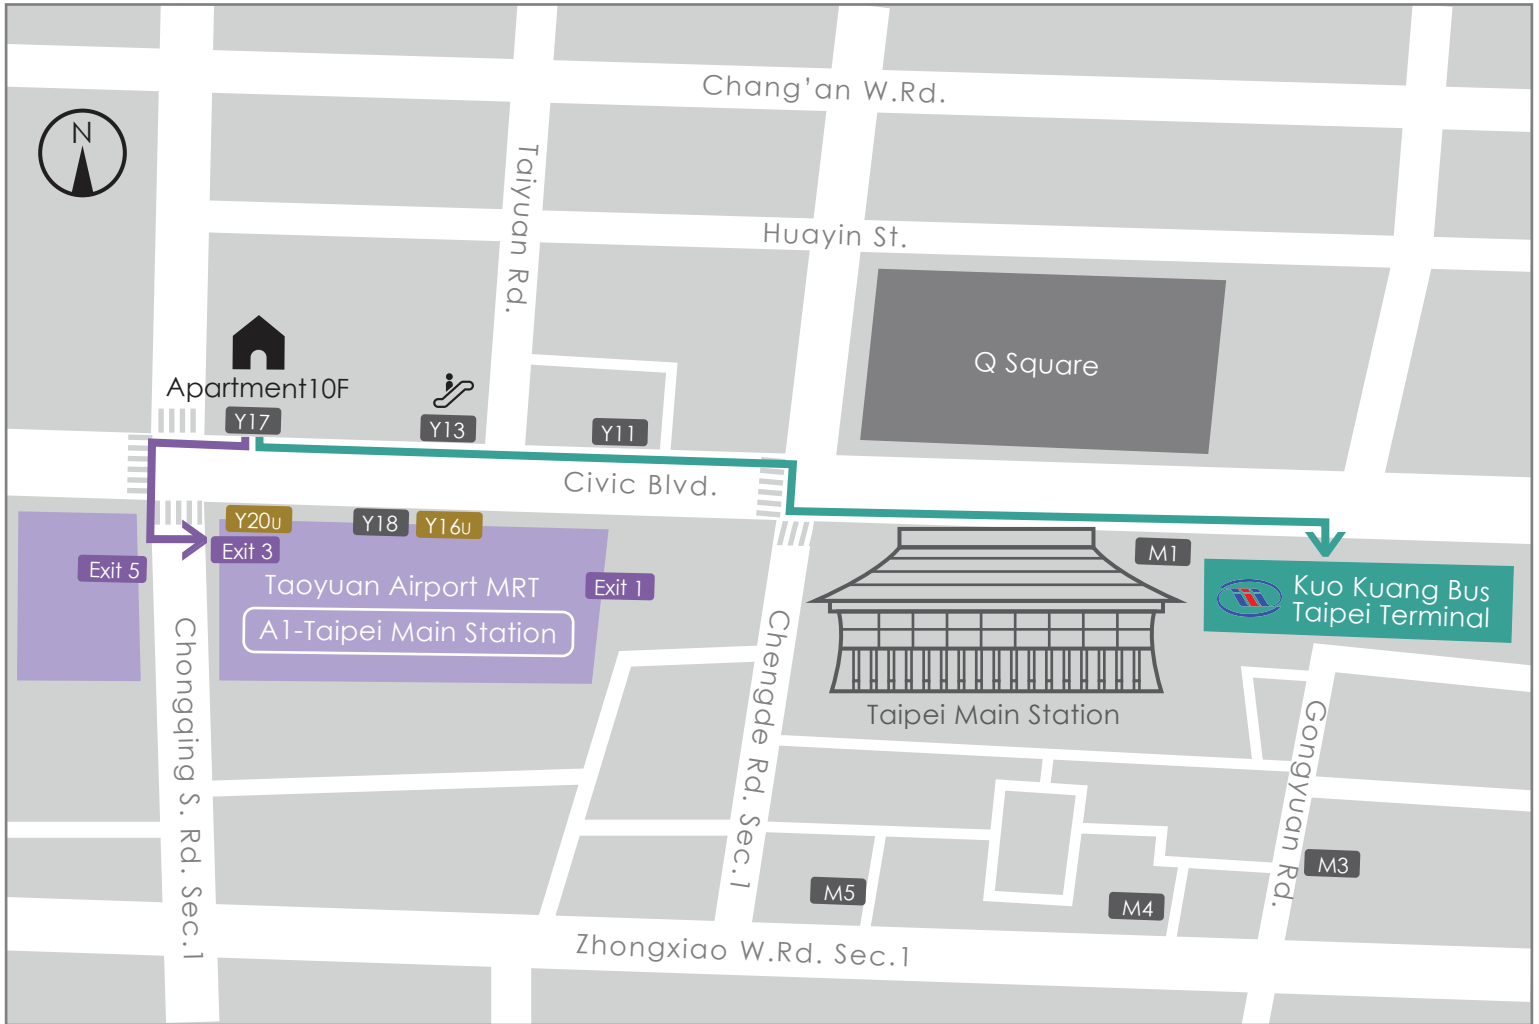 Chang'an W.Rd.
N
Taiyuan Rd.
Huayin St.
Q Square
Apartment10F
Y17
Y13
Y11
Civic Blvd.
Y20U
Y18
Y16U
Exit 3
Exit 5
Exit 1
M1
Taoyuan Airport MRT
A1-Taipei Main Station
Kuo Kuang Bus
Taipei Terminal
Chongqing S. Rd. Sec.1
Chengde Rd. Sec.1
Taipei Main Station
Gongyuan Rd.
M3
M5
M4
Zhongxiao W.Rd. Sec.1